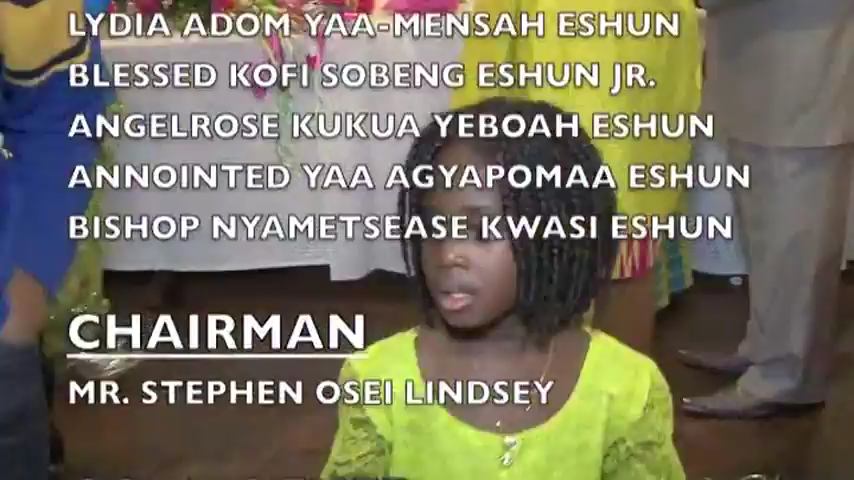 LYDIA ADOM YAA-MENSAH ESHUN
BLESSED KOFI SOBENG ESHUN JR.
ANGELROSE KUKUA YEBOAH ESHUN
ANNOINTED YAA AGYAPOMAA ESHUN
BISHOP NYAMETSEASE KWASI ESHUN
CHAIRMAN
MR. STEPHEN OSEI LINDSEY